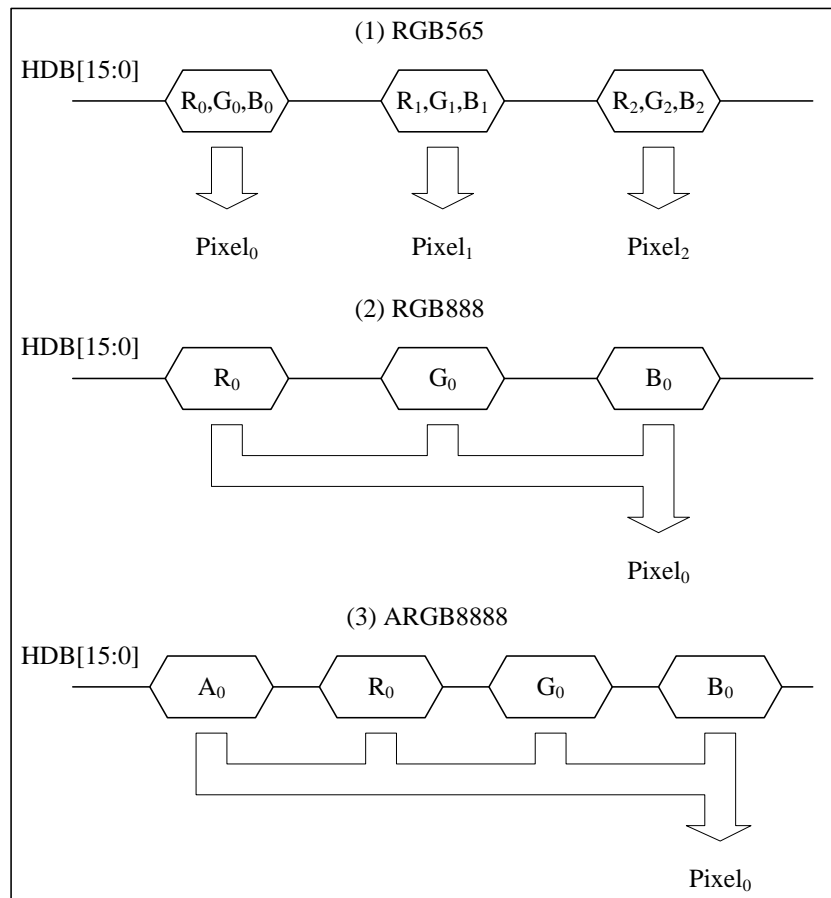 (1) RGB565
HDB[15:0]
R₀,G₀,B₀ R₁,G₁,B₁ R₂,G₂,B₂
Pixel₀ Pixel₁ Pixel₂
(2) RGB888
HDB[15:0]
R₀ G₀ B₀
Pixel₀
(3) ARGB8888
HDB[15:0]
A₀ R₀ G₀ B₀
Pixel₀